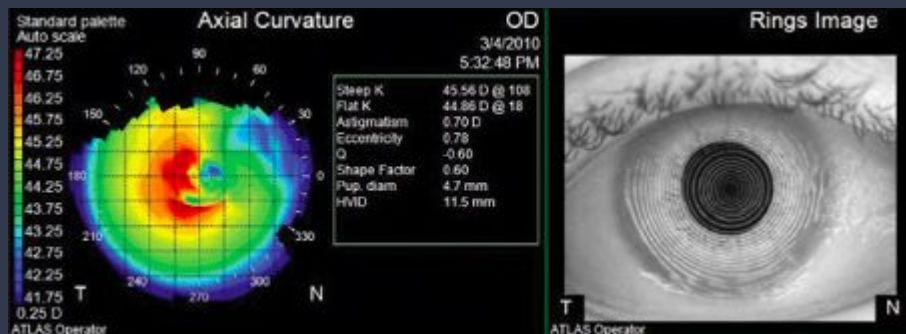 Standard palette
Auto scale
Axial Curvature
OD
3/4/2010
5:32:48 PM
47.25
46.75
46.25
45.75
45.25
44.75
44.25
43.75
43.25
42.75
42.25
41.75
0.25 D
90
120
60
150
30
180
0
210
330
240
300
270
T
N
Steep K 45.56 D @ 108
Flat K 44.86 D @ 18
Astigmatism 0.70 D
Eccentricity 0.78
Q -0.60
Shape Factor 0.60
Pup. diam 4.7 mm
HVID 11.5 mm
ATLAS Operator
Rings Image
T
N
ATLAS Operator